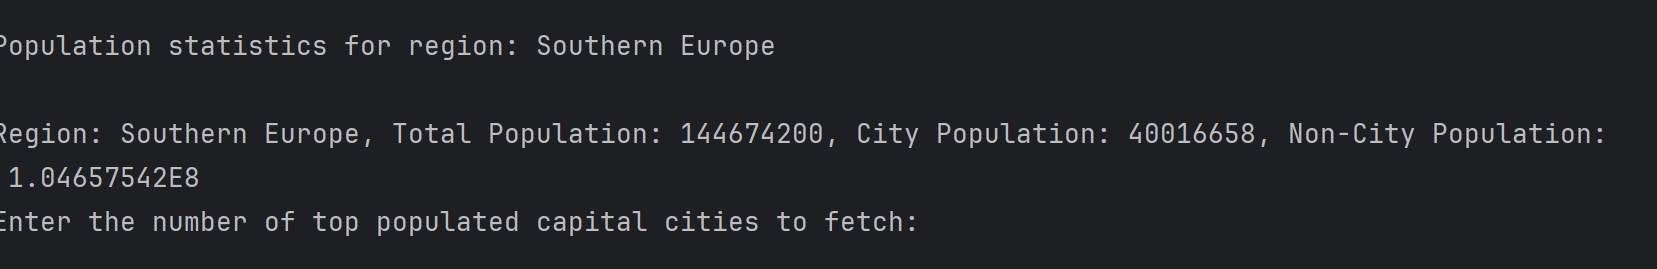 Population statistics for region: Southern Europe
Region: Southern Europe, Total Population: 144674200, City Population: 40016658, Non-City Population:
1.04657542E8
Enter the number of top populated capital cities to fetch: